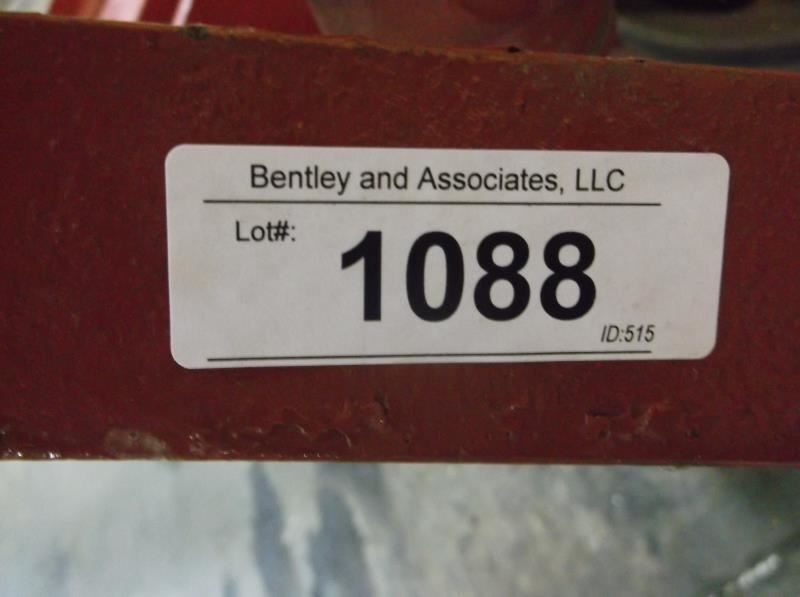 Bentley and Associates, LLC
Lot#:
1088
ID:515